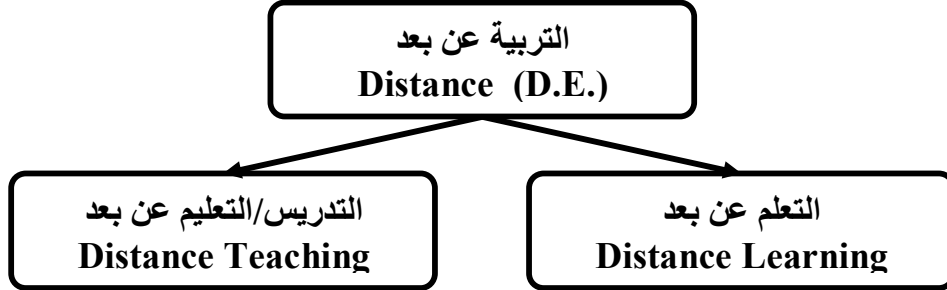 التربية عن بعد
Distance (D.E.)
التدريس/التعليم عن بعد
Distance Teaching
التعلم عن بعد
Distance Learning